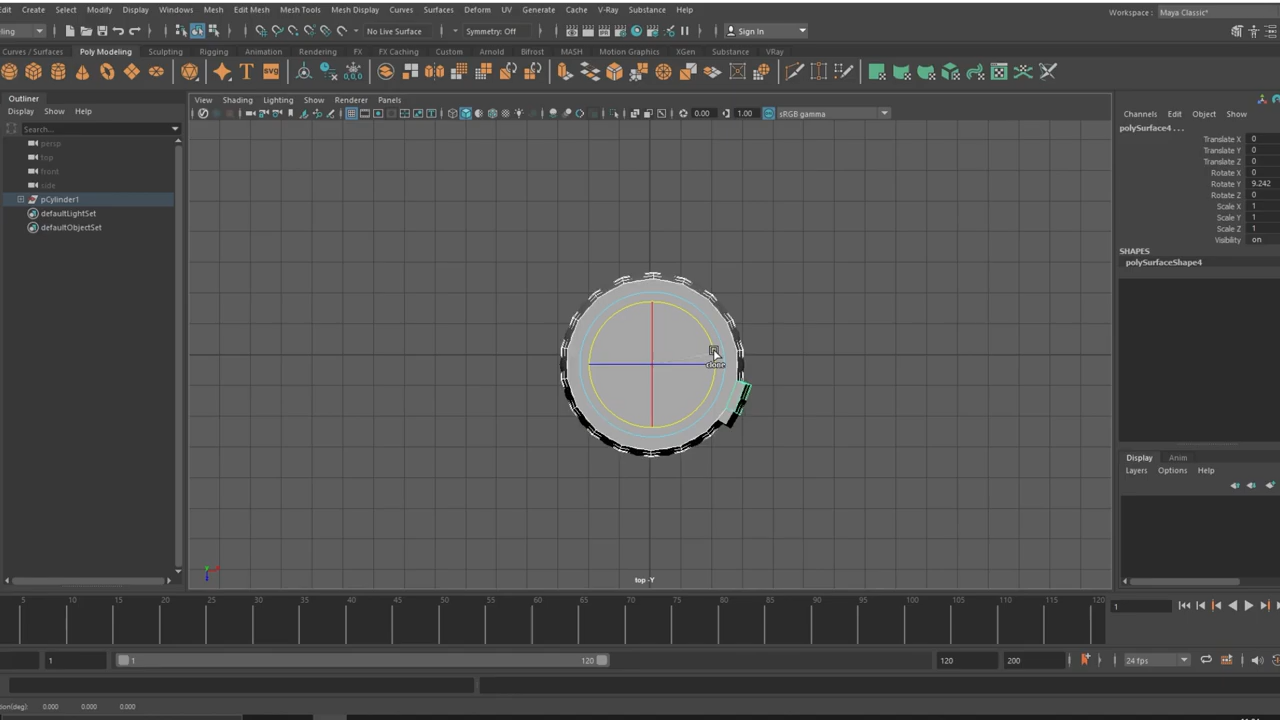 Create Select Modify Display Windows Mesh Edit Mesh Mesh Tools Mesh Display Curves Surfaces Deform UV Generate Cache V-Ray Substance Help
Workspace : Maya Classic*
No Live Surface Symmetry: Off Sign In
Curves / Surfaces Poly Modeling Sculpting Rigging Animation Rendering FX FX Caching Custom Arnold Bifrost MASH Motion Graphics XGen Substance VRay
T svg
Outliner
Display Show Help
Search...
persp
top
front
side
pCylinder1
defaultLightSet
defaultObjectSet
View Shading Lighting Show Renderer Panels
0.00 1.00 sRGB gamma
clone
top -Y
Channels Edit Object Show
polySurface4 . . .
Translate X 0
Translate Y 0
Translate Z 0
Rotate X 0
Rotate Y 9.242
Rotate Z 0
Scale X 1
Scale Y 1
Scale Z 1
Visibility on
SHAPES
polySurfaceShape4
Display Anim
Layers Options Help
5 10 15 20 25 30 35 40 45 50 55 60 65 70 75 80 85 90 95 100 105 110 115 120
1
1 1 120 120 200 24 fps
0.000 0.000 0.000